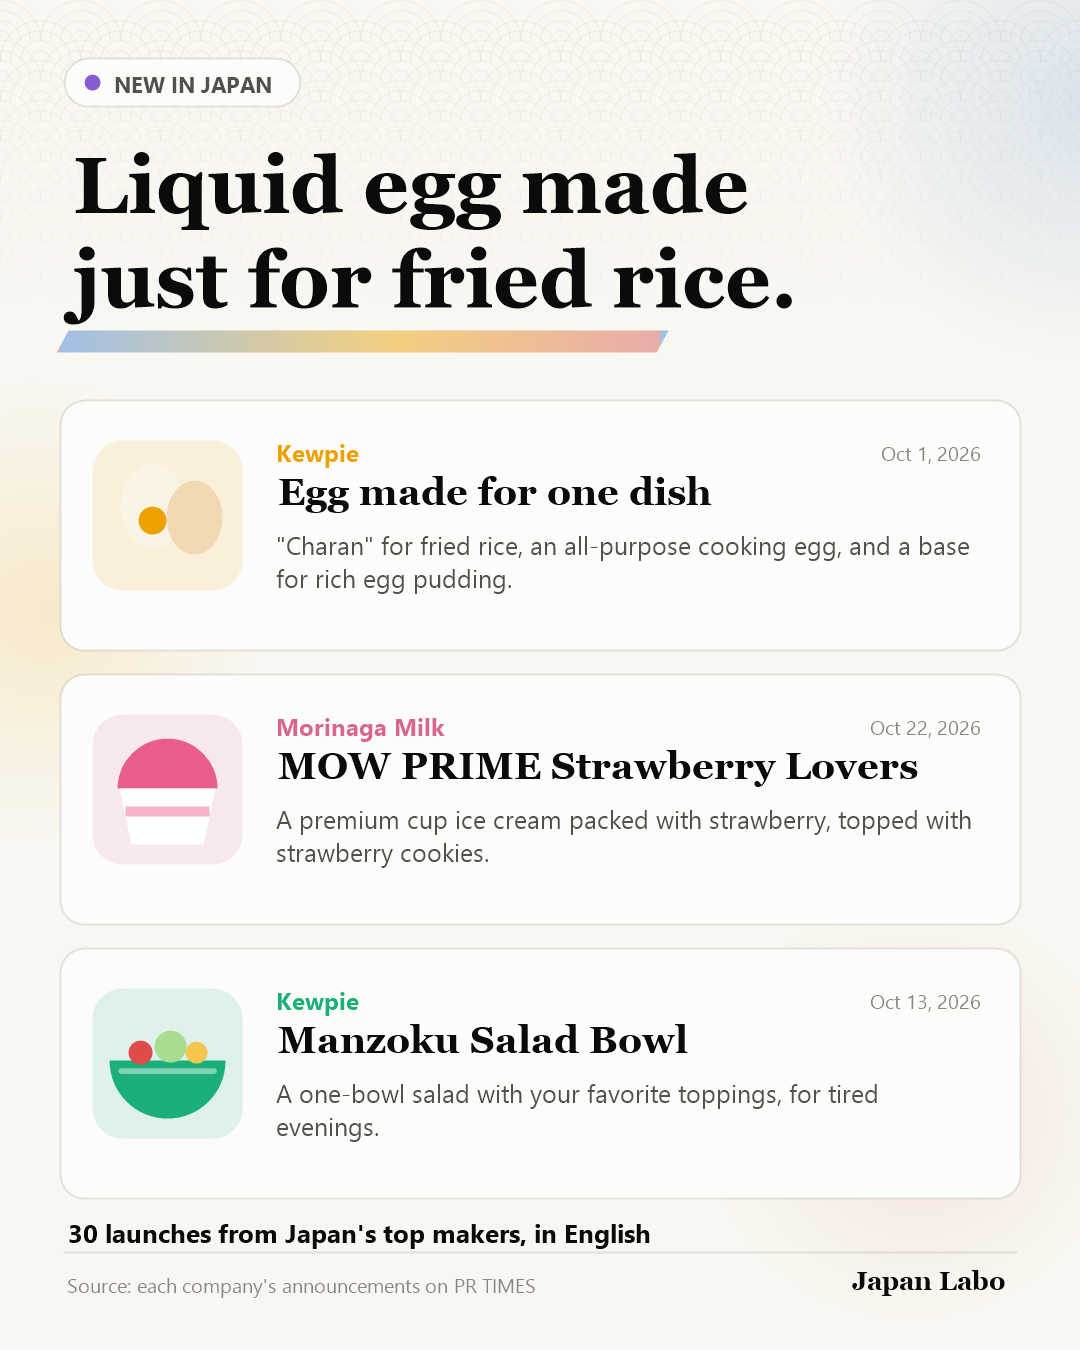 NEW IN JAPAN
Liquid egg made
just for fried rice.
Kewpie
Oct 1, 2026
Egg made for one dish
"Charan" for fried rice, an all-purpose cooking egg, and a base
for rich egg pudding.
Morinaga Milk
Oct 22, 2026
MOW PRIME Strawberry Lovers
A premium cup ice cream packed with strawberry, topped with
strawberry cookies.
Kewpie
Oct 13, 2026
Manzoku Salad Bowl
A one-bowl salad with your favorite toppings, for tired
evenings.
30 launches from Japan's top makers, in English
Source: each company's announcements on PR TIMES
Japan Labo